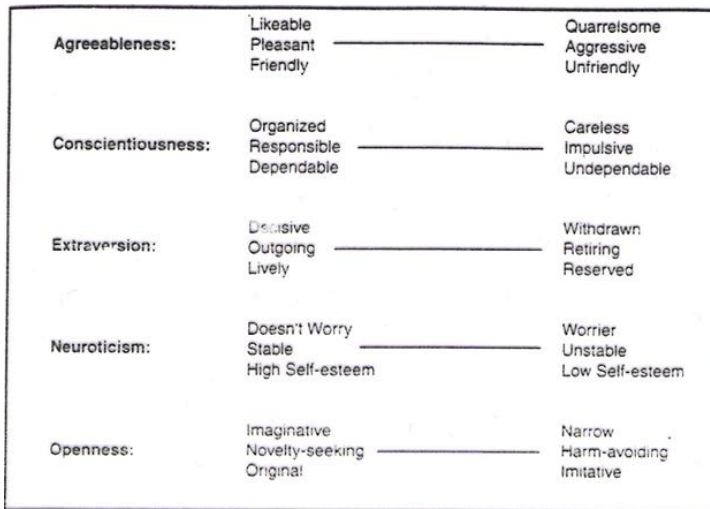 Likeable Quarrelsome
Agreeableness: Pleasant Aggressive
Friendly Unfriendly
Organized Careless
Conscientiousness: Responsible Impulsive
Dependable Undependable
Decisive Withdrawn
Extraversion: Outgoing Retiring
Lively Reserved
Doesn't Worry Worrier
Neuroticism: Stable Unstable
High Self-esteem Low Self-esteem
Imaginative Narrow
Openness: Novelty-seeking Harm-avoiding
Original Imitative